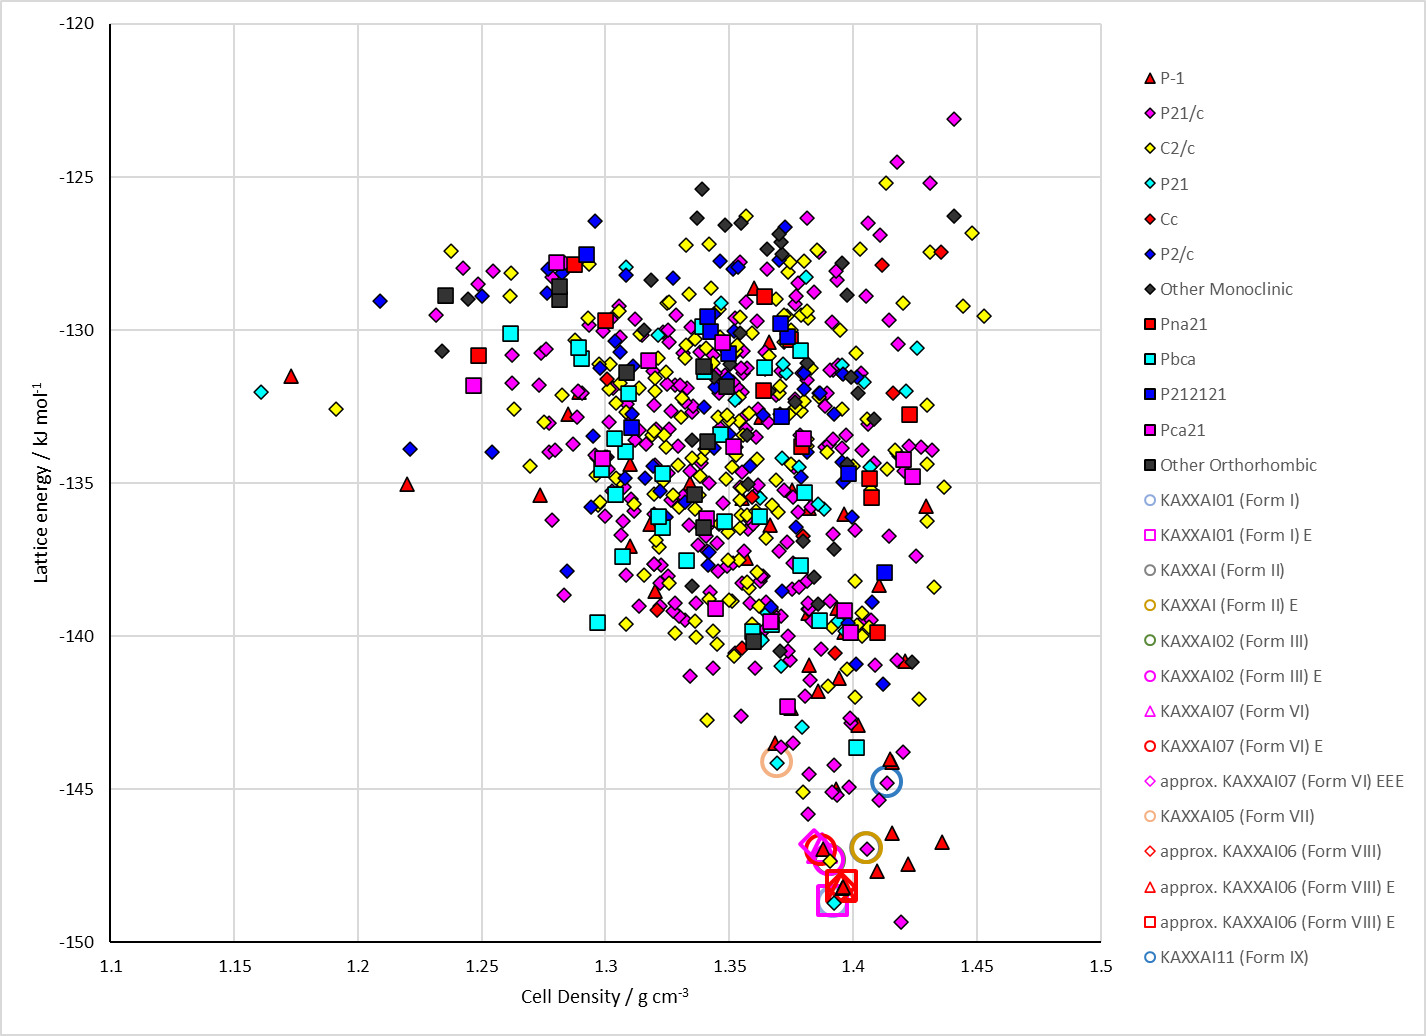 -120
-125
-130
-135
-140
-145
-150
Lattice energy / kJ mol-1
1.1 1.15 1.2 1.25 1.3 1.35 1.4 1.45 1.5
Cell Density / g cm-3
P-1
P21/c
C2/c
P21
Cc
P2/c
Other Monoclinic
Pna21
Pbca
P212121
Pca21
Other Orthorhombic
KAXXAI01 (Form I)
KAXXAI01 (Form I) E
KAXXAI (Form II)
KAXXAI (Form II) E
KAXXAI02 (Form III)
KAXXAI02 (Form III) E
KAXXAI07 (Form VI)
KAXXAI07 (Form VI) E
approx. KAXXAI07 (Form VI) EEE
KAXXAI05 (Form VII)
approx. KAXXAI06 (Form VIII)
approx. KAXXAI06 (Form VIII) E
approx. KAXXAI06 (Form VIII) E
KAXXAI11 (Form IX)